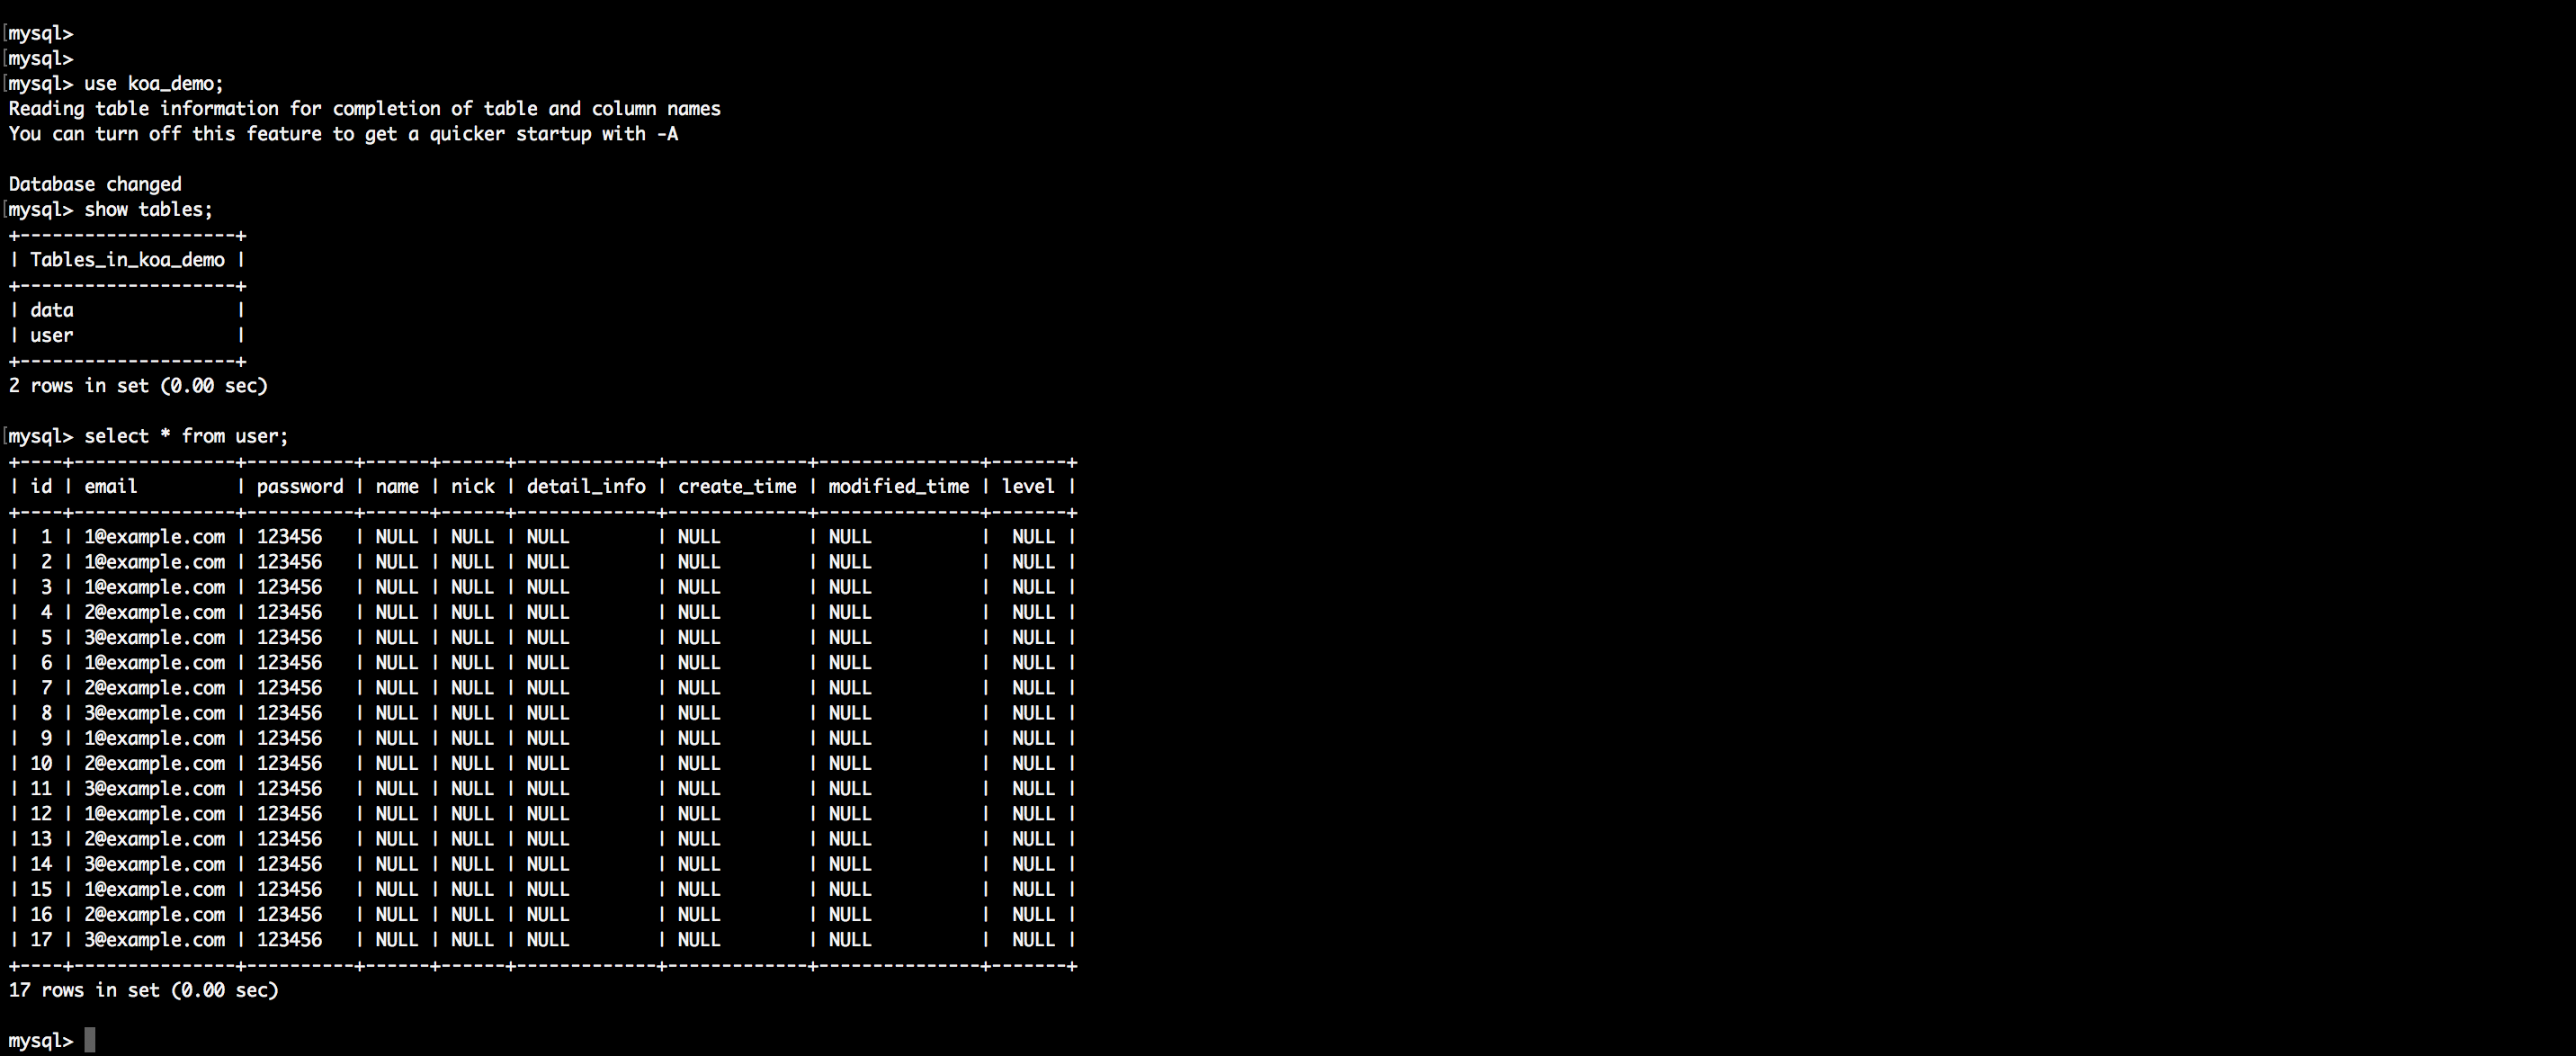 [mysql>
[mysql>
[mysql> use koa_demo;
Reading table information for completion of table and column names
You can turn off this feature to get a quicker startup with -A

Database changed
[mysql> show tables;
+--------------------+
| Tables_in_koa_demo |
+--------------------+
| data               |
| user               |
+--------------------+
2 rows in set (0.00 sec)

[mysql> select * from user;
+----+---------------+----------+------+------+-------------+-------------+---------------+-------+
| id | email         | password | name | nick | detail_info | create_time | modified_time | level |
+----+---------------+----------+------+------+-------------+-------------+---------------+-------+
|  1 | 1@example.com | 123456   | NULL | NULL | NULL        | NULL        | NULL          |  NULL |
|  2 | 1@example.com | 123456   | NULL | NULL | NULL        | NULL        | NULL          |  NULL |
|  3 | 1@example.com | 123456   | NULL | NULL | NULL        | NULL        | NULL          |  NULL |
|  4 | 2@example.com | 123456   | NULL | NULL | NULL        | NULL        | NULL          |  NULL |
|  5 | 3@example.com | 123456   | NULL | NULL | NULL        | NULL        | NULL          |  NULL |
|  6 | 1@example.com | 123456   | NULL | NULL | NULL        | NULL        | NULL          |  NULL |
|  7 | 2@example.com | 123456   | NULL | NULL | NULL        | NULL        | NULL          |  NULL |
|  8 | 3@example.com | 123456   | NULL | NULL | NULL        | NULL        | NULL          |  NULL |
|  9 | 1@example.com | 123456   | NULL | NULL | NULL        | NULL        | NULL          |  NULL |
| 10 | 2@example.com | 123456   | NULL | NULL | NULL        | NULL        | NULL          |  NULL |
| 11 | 3@example.com | 123456   | NULL | NULL | NULL        | NULL        | NULL          |  NULL |
| 12 | 1@example.com | 123456   | NULL | NULL | NULL        | NULL        | NULL          |  NULL |
| 13 | 2@example.com | 123456   | NULL | NULL | NULL        | NULL        | NULL          |  NULL |
| 14 | 3@example.com | 123456   | NULL | NULL | NULL        | NULL        | NULL          |  NULL |
| 15 | 1@example.com | 123456   | NULL | NULL | NULL        | NULL        | NULL          |  NULL |
| 16 | 2@example.com | 123456   | NULL | NULL | NULL        | NULL        | NULL          |  NULL |
| 17 | 3@example.com | 123456   | NULL | NULL | NULL        | NULL        | NULL          |  NULL |
+----+---------------+----------+------+------+-------------+-------------+---------------+-------+
17 rows in set (0.00 sec)

mysql>